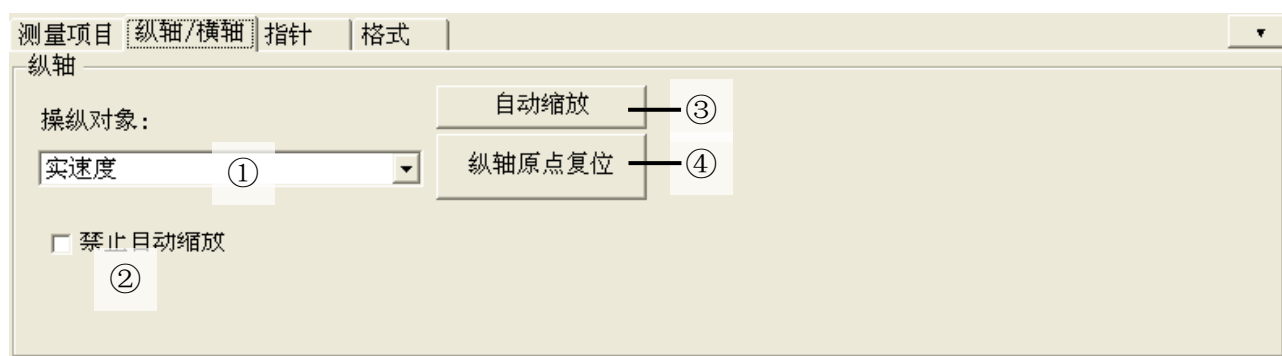 测量项目 纵轴/横轴 指针 格式
纵轴
自动缩放 ③
操纵对象:
实速度 ① 纵轴原点复位 ④
禁止自动缩放
②